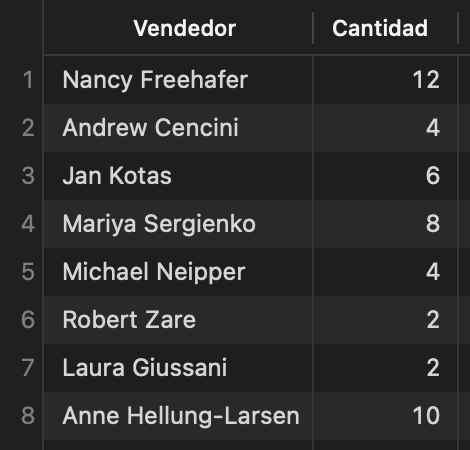 Vendedor Cantidad
1 Nancy Freehafer 12
2 Andrew Cencini 4
3 Jan Kotas 6
4 Mariya Sergienko 8
5 Michael Neipper 4
6 Robert Zare 2
7 Laura Giussani 2
8 Anne Hellung-Larsen 10